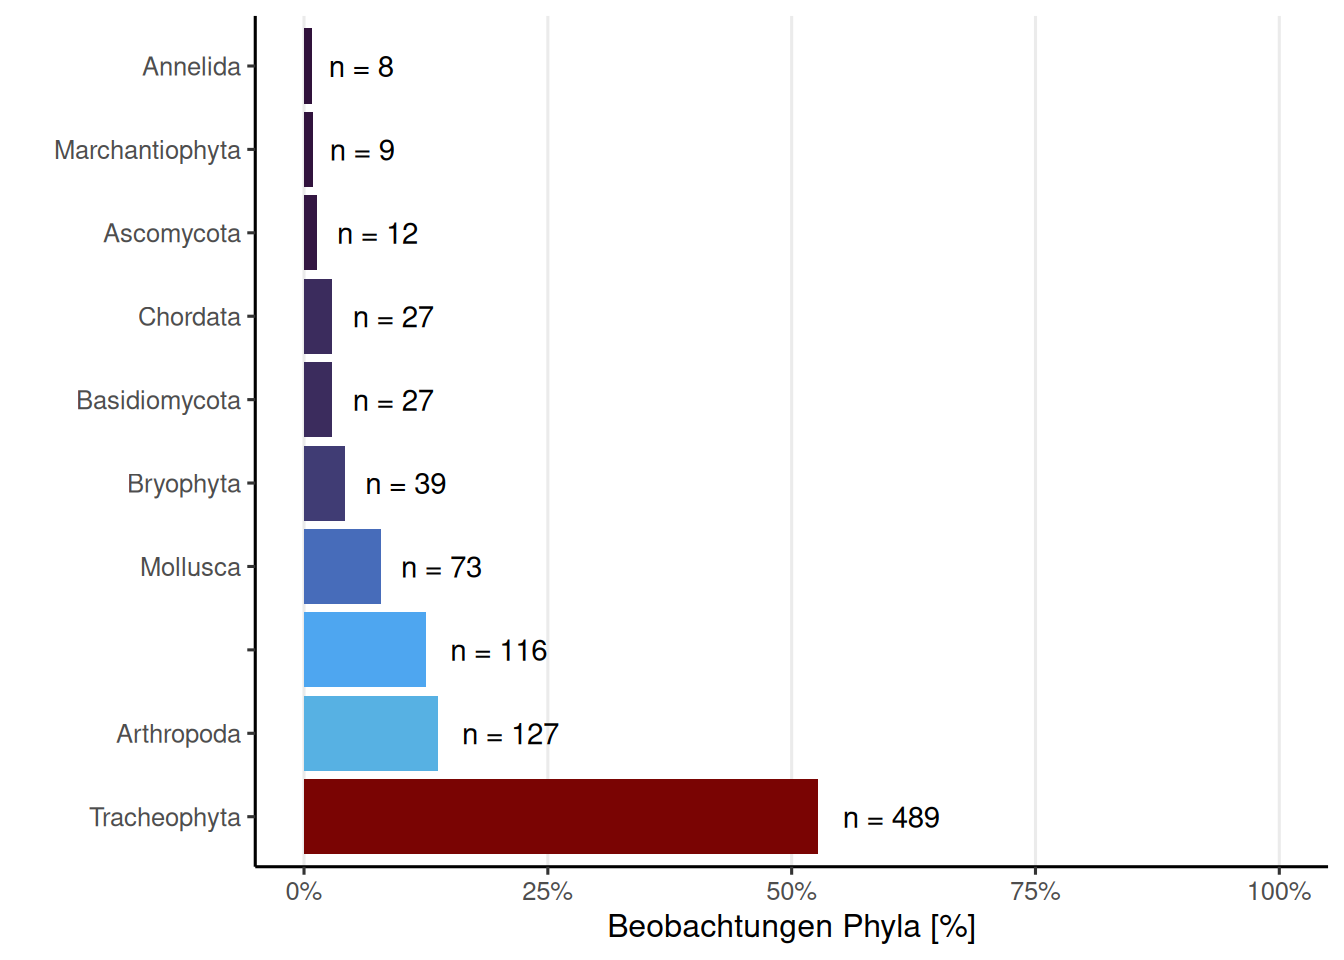 Annelida n = 8
Marchantiophyta n = 9
Ascomycota n = 12
Chordata n = 27
Basidiomycota n = 27
Bryophyta n = 39
Mollusca n = 73
n = 116
Arthropoda n = 127
Tracheophyta n = 489
0% 25% 50% 75% 100%
Beobachtungen Phyla [%]